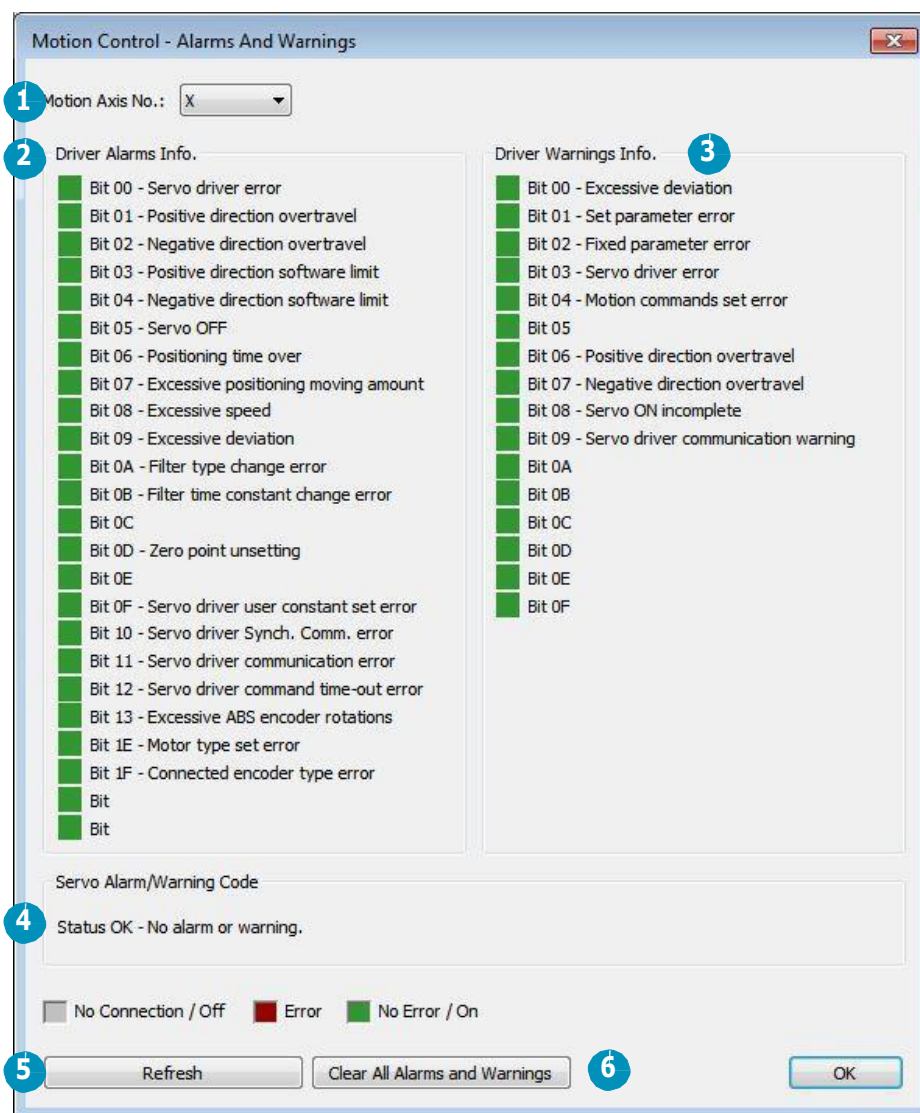 Motion Control - Alarms And Warnings
1 Motion Axis No.: X
2 Driver Alarms Info.
Bit 00 - Servo driver error
Bit 01 - Positive direction overtravel
Bit 02 - Negative direction overtravel
Bit 03 - Positive direction software limit
Bit 04 - Negative direction software limit
Bit 05 - Servo OFF
Bit 06 - Positioning time over
Bit 07 - Excessive positioning moving amount
Bit 08 - Excessive speed
Bit 09 - Excessive deviation
Bit 0A - Filter type change error
Bit 0B - Filter time constant change error
Bit 0C
Bit 0D - Zero point unsetting
Bit 0E
Bit 0F - Servo driver user constant set error
Bit 10 - Servo driver Synch. Comm. error
Bit 11 - Servo driver communication error
Bit 12 - Servo driver command time-out error
Bit 13 - Excessive ABS encoder rotations
Bit 1E - Motor type set error
Bit 1F - Connected encoder type error
Bit
Bit
Driver Warnings Info. 3
Bit 00 - Excessive deviation
Bit 01 - Set parameter error
Bit 02 - Fixed parameter error
Bit 03 - Servo driver error
Bit 04 - Motion commands set error
Bit 05
Bit 06 - Positive direction overtravel
Bit 07 - Negative direction overtravel
Bit 08 - Servo ON incomplete
Bit 09 - Servo driver communication warning
Bit 0A
Bit 0B
Bit 0C
Bit 0D
Bit 0E
Bit 0F
Servo Alarm/Warning Code
4 Status OK - No alarm or warning.
No Connection / Off Error No Error / On
5 Refresh Clear All Alarms and Warnings 6 OK